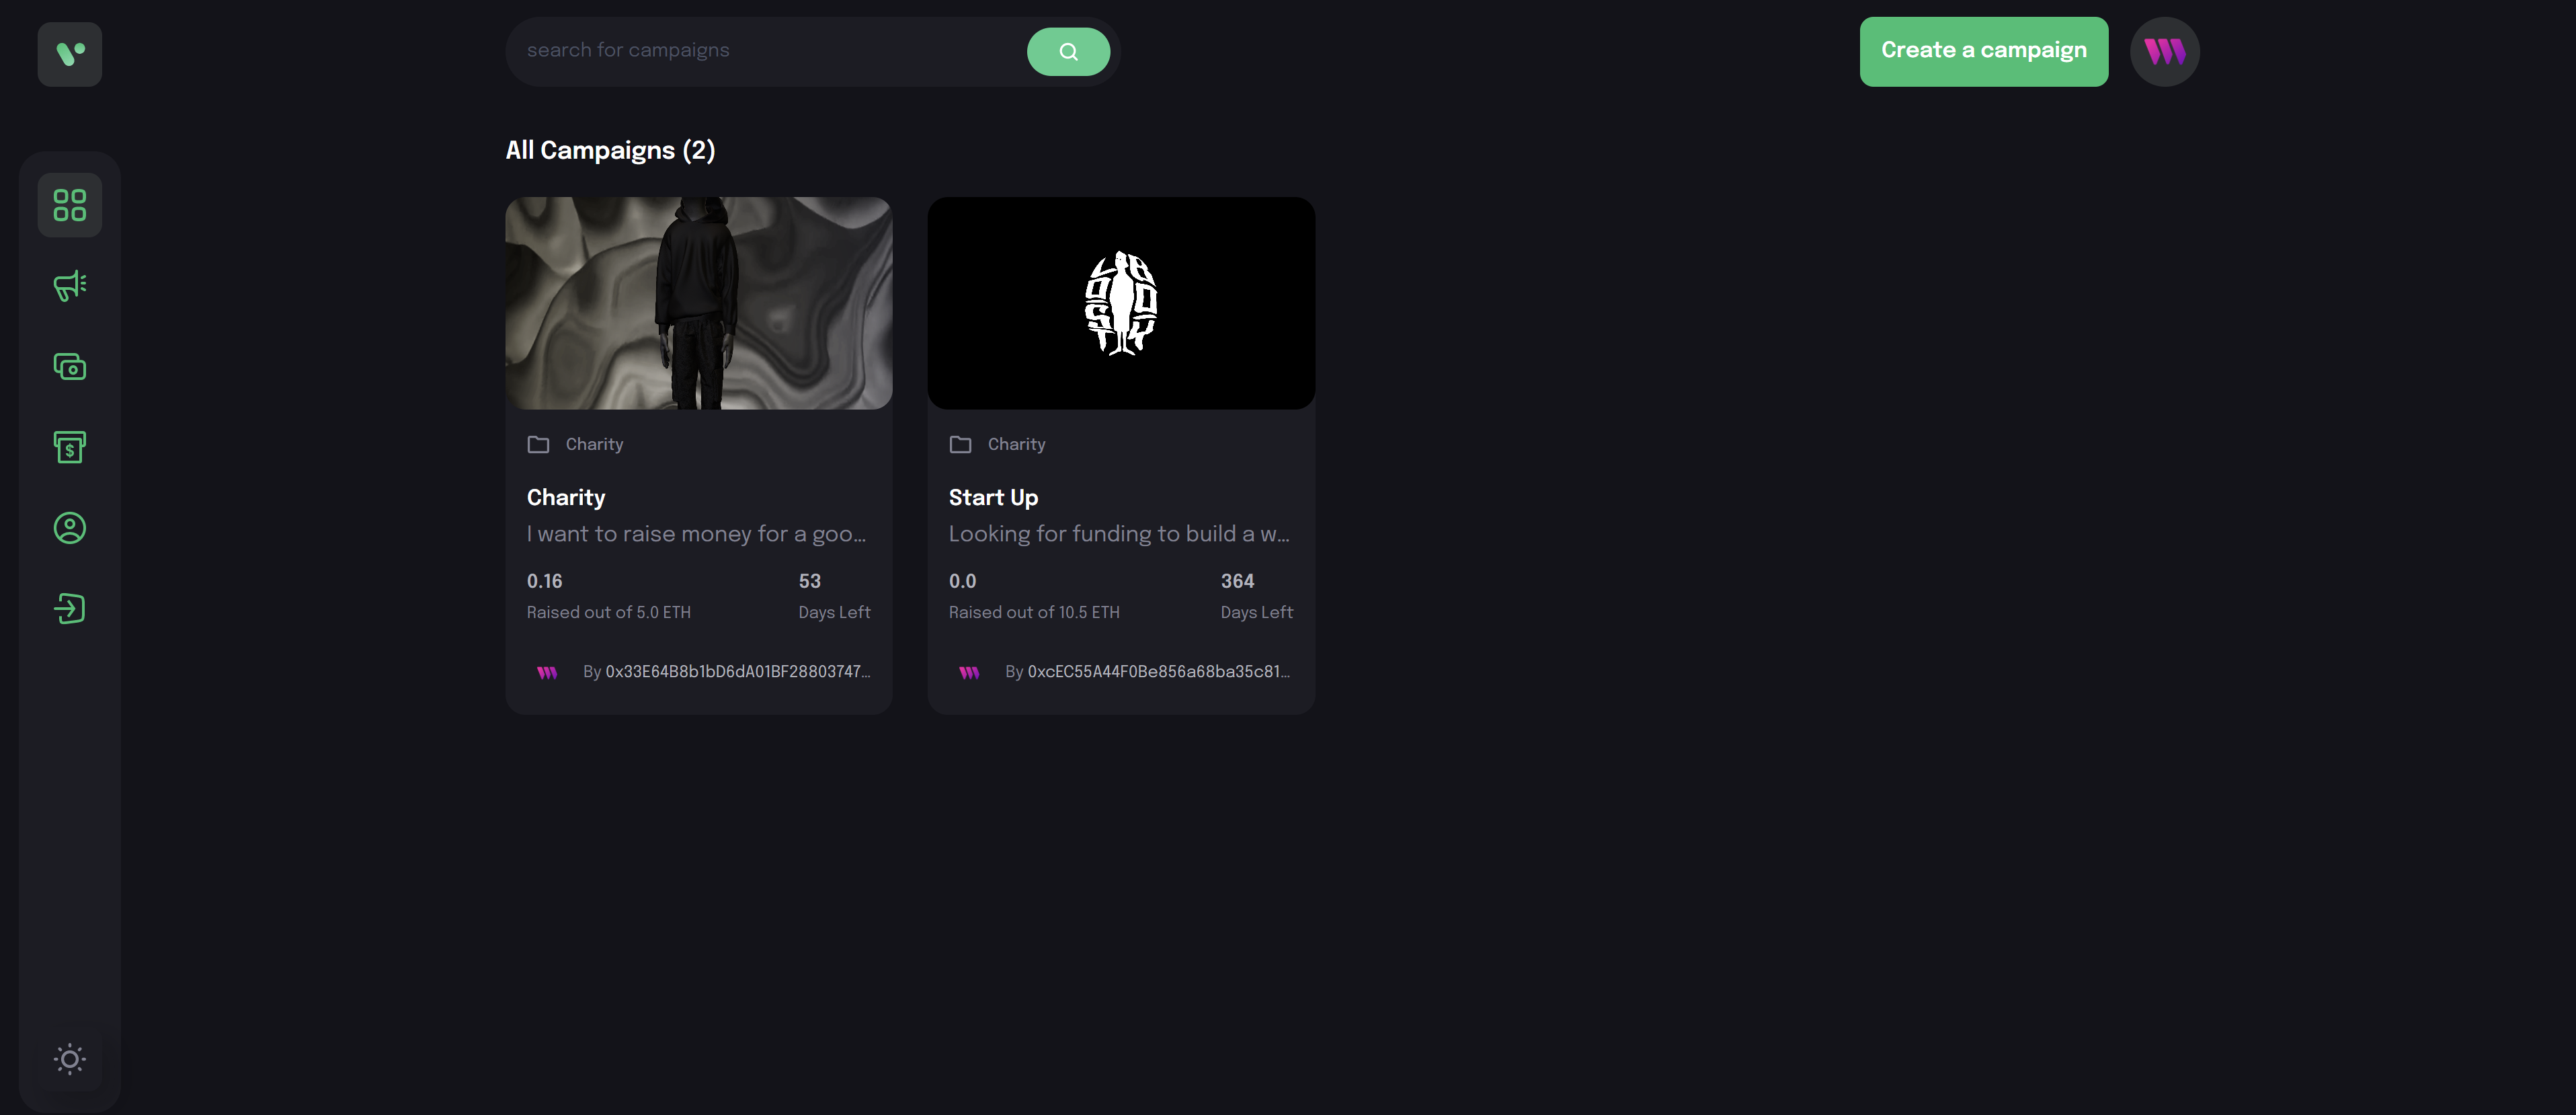 search for campaigns
Create a campaign
All Campaigns (2)
Charity
Charity
I want to raise money for a goo...
0.16
53
Raised out of 5.0 ETH
Days Left
By 0x33E64B8b1bD6dA01BF28803747...
LOST BODY
Charity
Start Up
Looking for funding to build a w...
0.0
364
Raised out of 10.5 ETH
Days Left
By 0xcEC55A44F0Be856a68ba35c81...